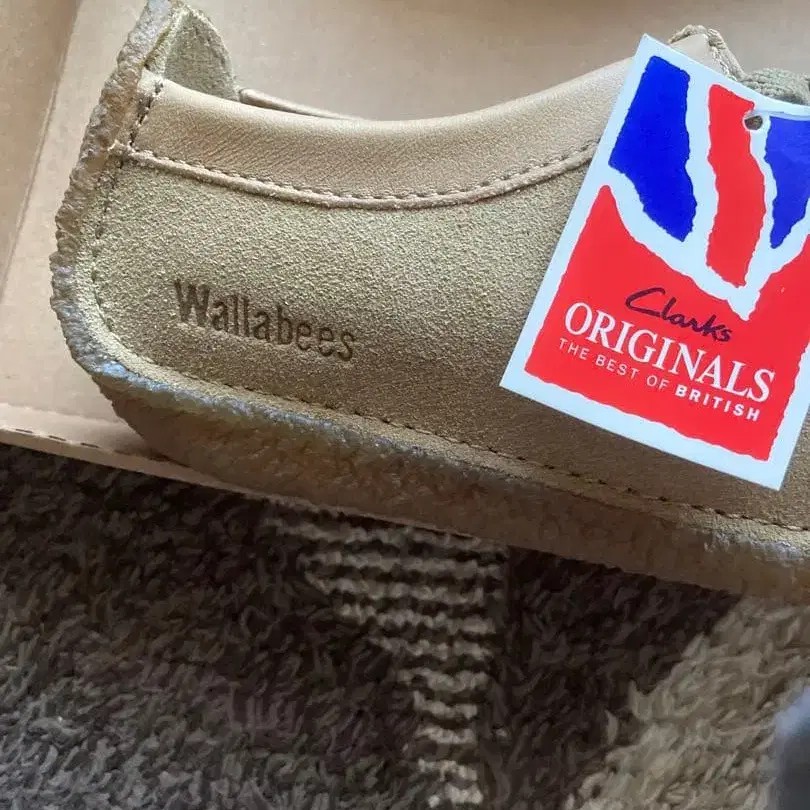 Wallabees
Clarks
ORIGINALS
THE BEST OF BRITISH